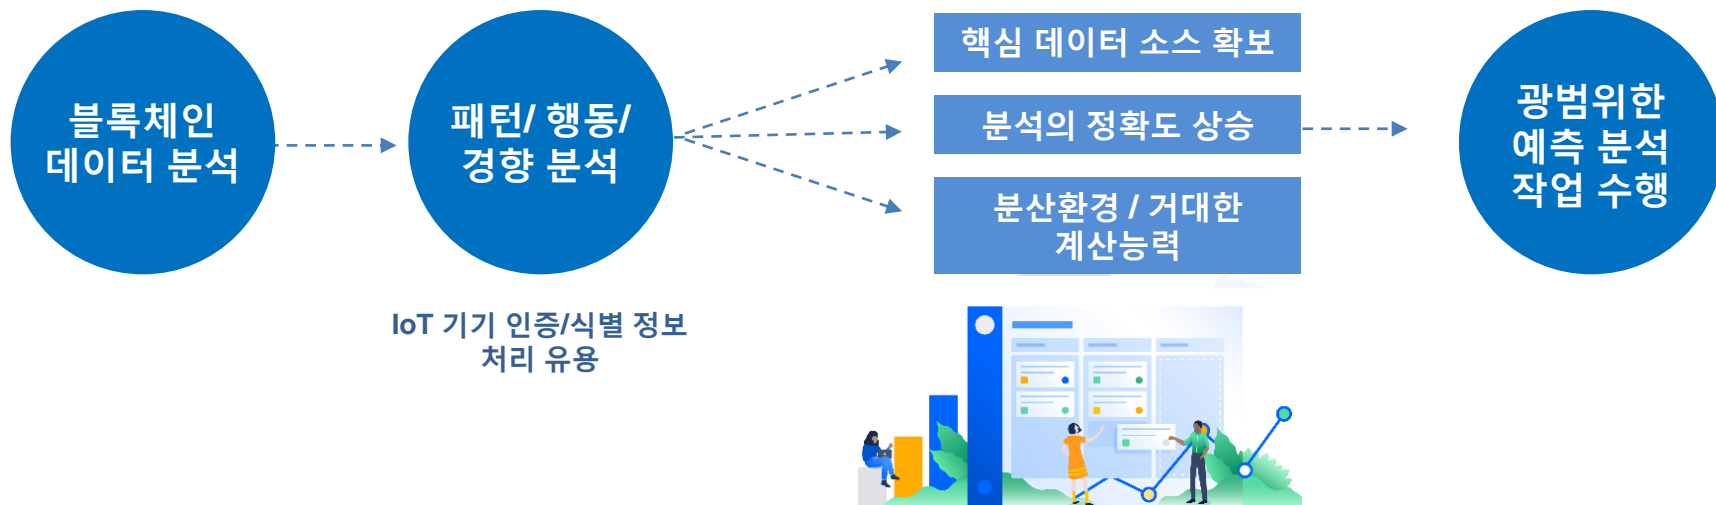 블록체인
데이터 분석
패턴/ 행동/
경향 분석
IoT 기기 인증/식별 정보
처리 유용
핵심 데이터 소스 확보
분석의 정확도 상승
분산환경 / 거대한
계산능력
광범위한
예측 분석
작업 수행